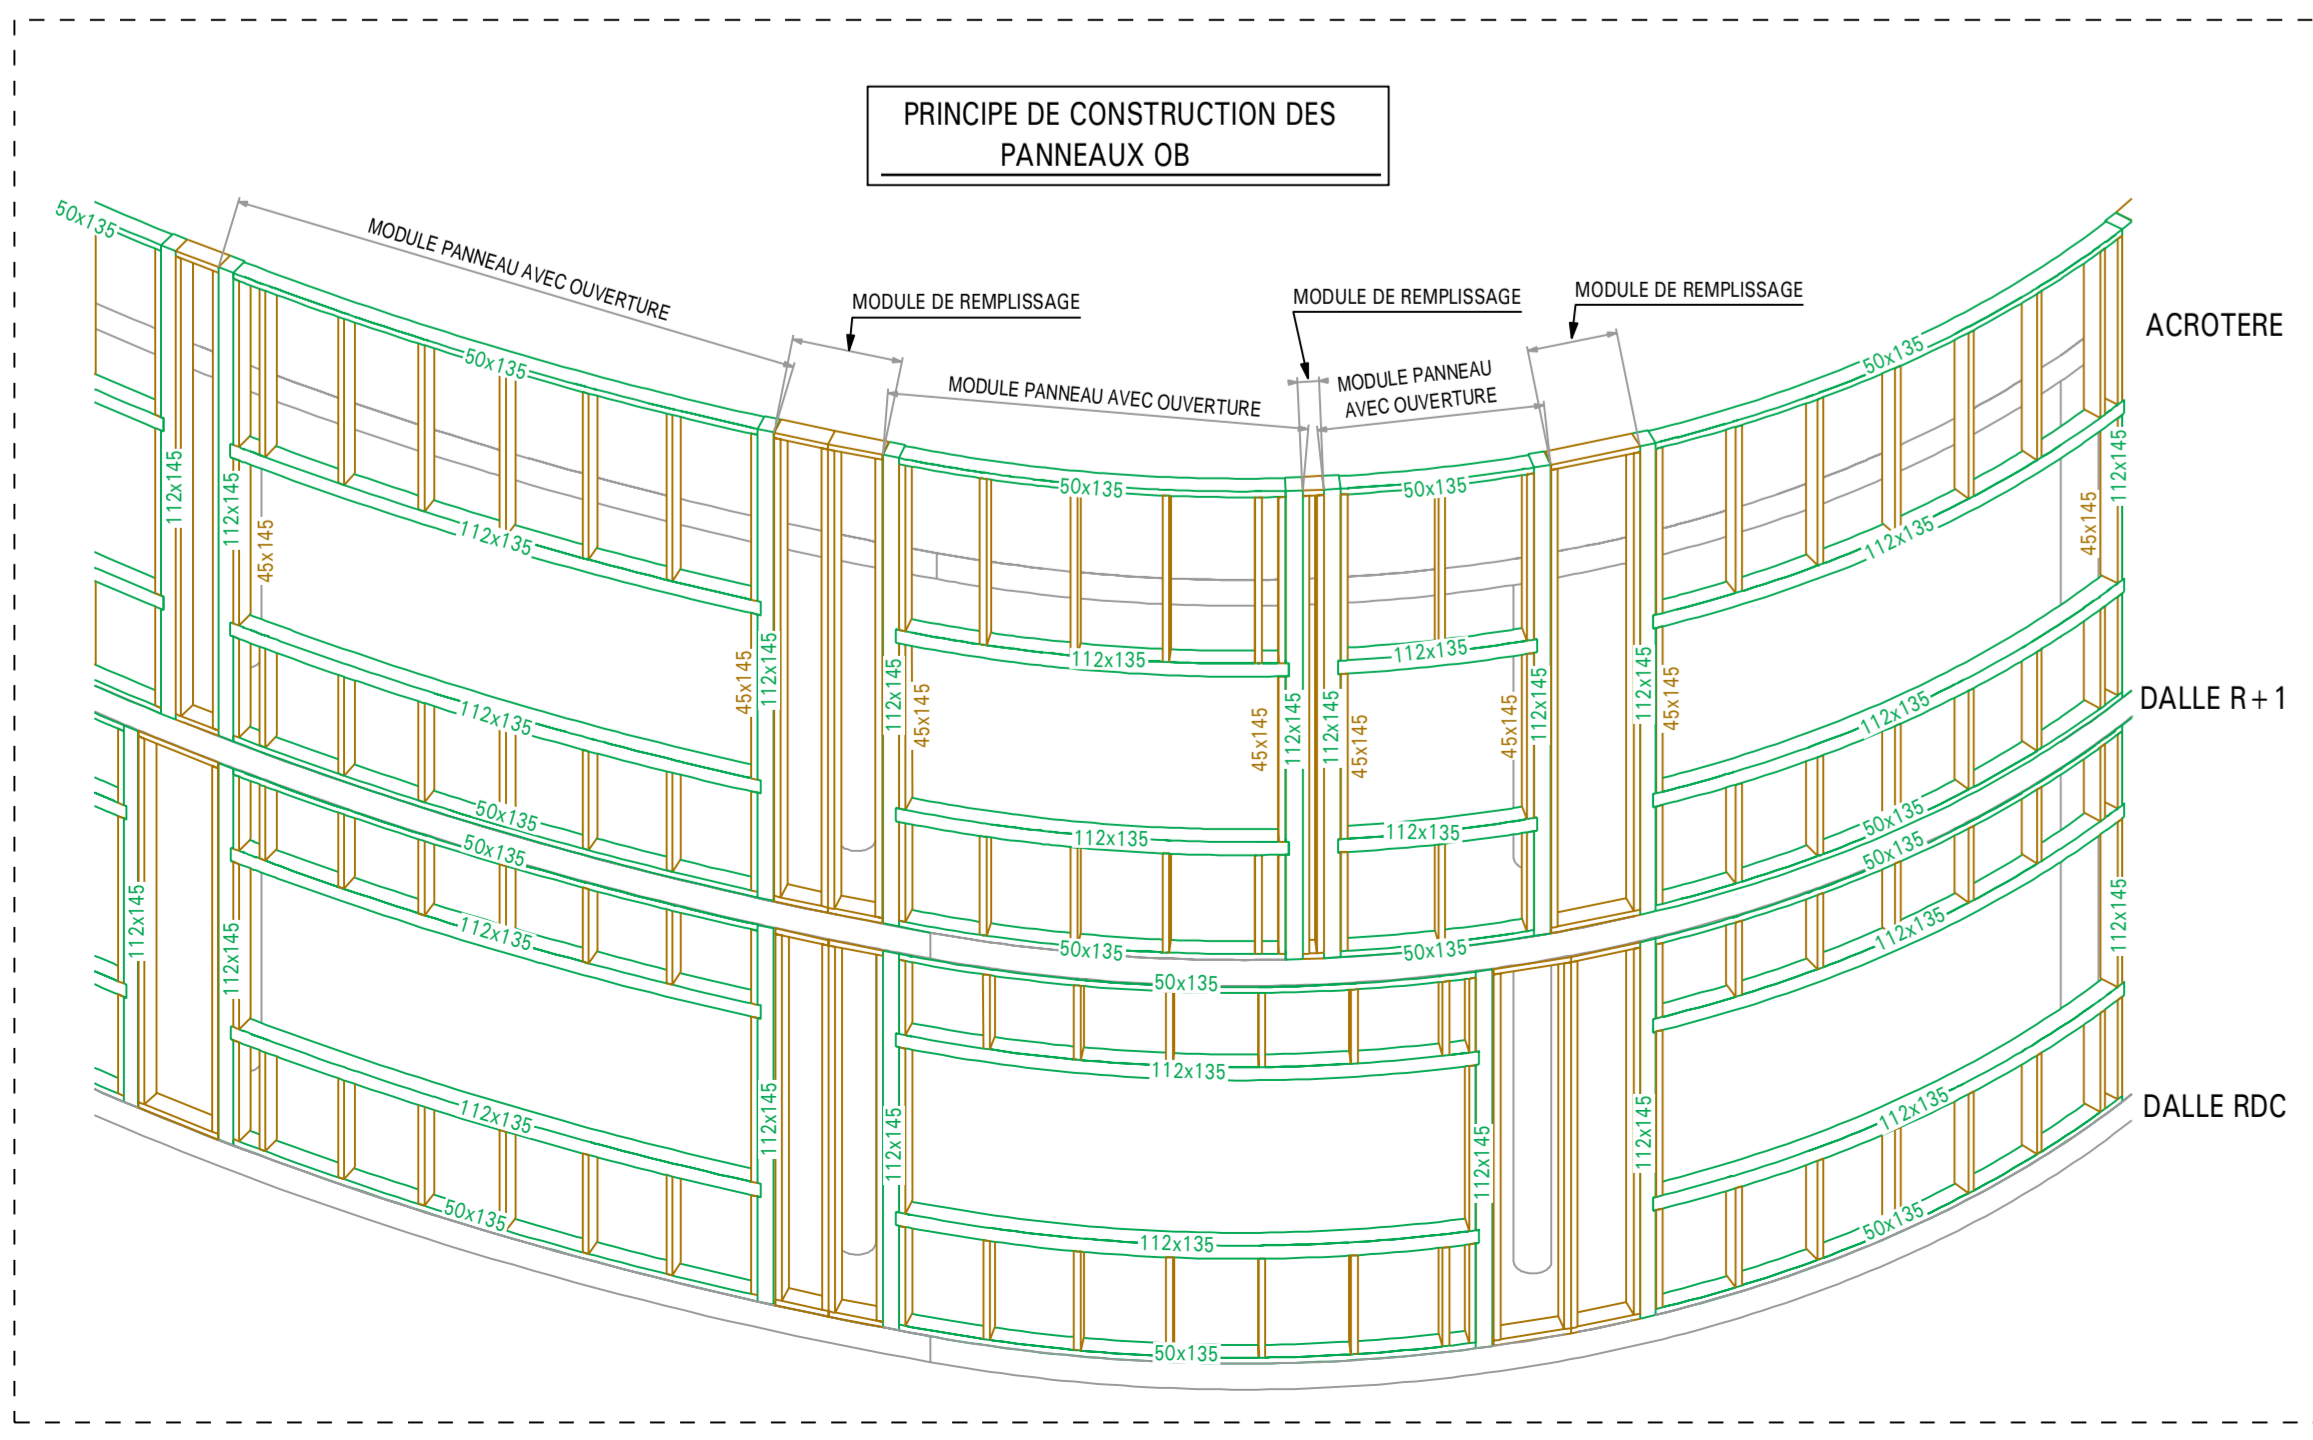 PRINCIPE DE CONSTRUCTION DES
PANNEAUX OB
50x135
MODULE PANNEAU AVEC OUVERTURE
MODULE DE REMPLISSAGE
MODULE DE REMPLISSAGE
MODULE DE REMPLISSAGE
MODULE PANNEAU AVEC OUVERTURE
MODULE PANNEAU
AVEC OUVERTURE
ACROTERE
50x135
50x135
50x135
50x135
112x145
112x145
45x145
112x135
112x135
112x135
112x135
45x145
112x145
45x145
112x145
112x145
45x145
45x145
112x145
112x145
45x145
45x145
112x145
112x145
45x145
DALLE R+1
112x135
112x135
112x135
112x135
50x135
50x135
50x135
50x135
50x135
50x135
50x135
112x145
112x145
112x135
112x135
112x135
112x145
50x135
112x145
112x145
112x145
112x145
DALLE RDC
112x135
112x135
112x135
50x135
50x135
50x135